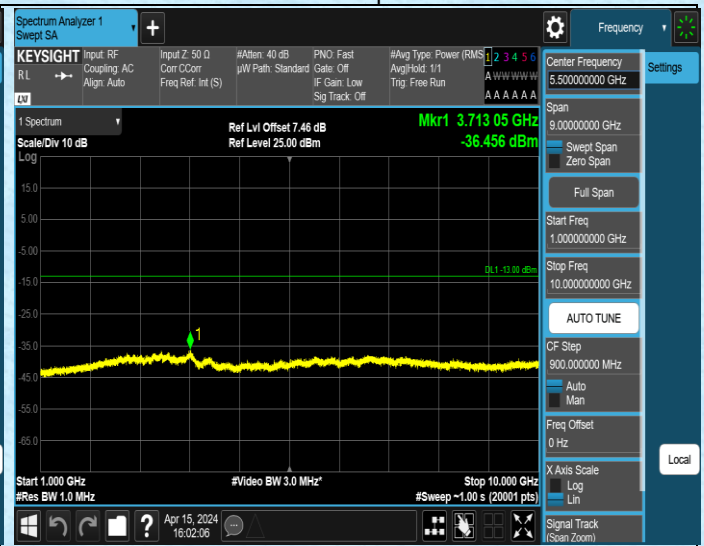 Spectrum Analyzer 1
Swept SA
Frequency
KEYSIGHT
RL
LXI
Input: RF
Coupling: AC
Align: Auto
Input Z: 50 Ω
Corr CCorr
Freq Ref: Int (S)
#Atten: 40 dB
µW Path: Standard
PNO: Fast
Gate: Off
IF Gain: Low
Sig Track: Off
#Avg Type: Power (RMS
Avg|Hold: 1/1
Trig: Free Run
1 2 3 4 5 6
A W W W W W
A A A A A A
Center Frequency
5.500000000 GHz
Settings
1 Spectrum
Scale/Div 10 dB
Ref Lvl Offset 7.46 dB
Ref Level 25.00 dBm
Mkr1 3.713 05 GHz
-36.456 dBm
Log
15.0
5.00
-5.00
-15.0
-25.0
-35.0
-45.0
-55.0
-65.0
DL1 -13.00 dBm
1
Start 1.000 GHz
#Res BW 1.0 MHz
#Video BW 3.0 MHz*
Stop 10.000 GHz
#Sweep ~1.00 s (20001 pts)
Span
9.00000000 GHz
Swept Span
Zero Span
Full Span
Start Freq
1.000000000 GHz
Stop Freq
10.000000000 GHz
AUTO TUNE
CF Step
900.000000 MHz
Auto
Man
Freq Offset
0 Hz
X Axis Scale
Log
Lin
Signal Track
(Span Zoom)
Local
?
Apr 15, 2024
16:02:06